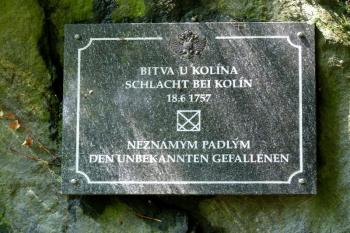 BITVA U KOLÍNA
SCHLACHT BEI KOLÍN
18.6 1757
NEZNÁMÝM PADLÝM
DEN UNBEKANNTEN GEFALLENEN